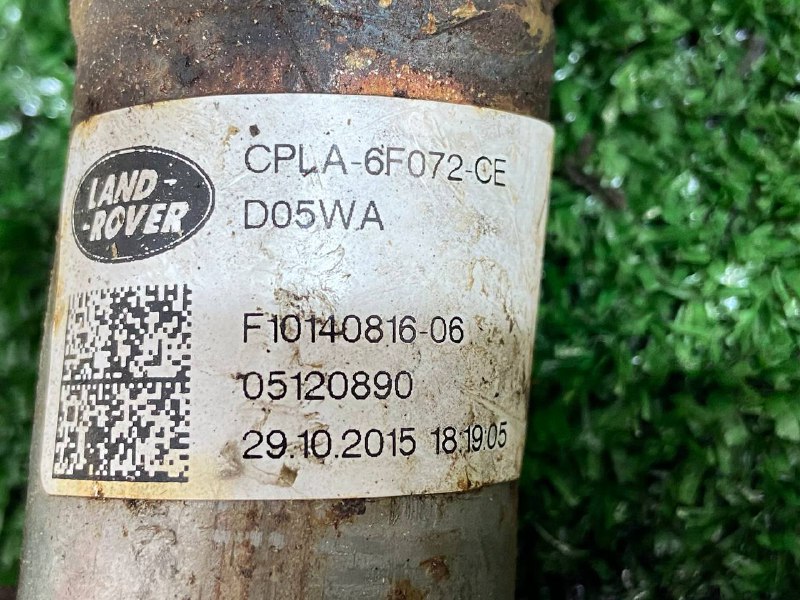 LAND-
-ROVER
CPLA-6F072-CE
D05WA
F10140816-06
05120890
29.10.2015 18:19:05